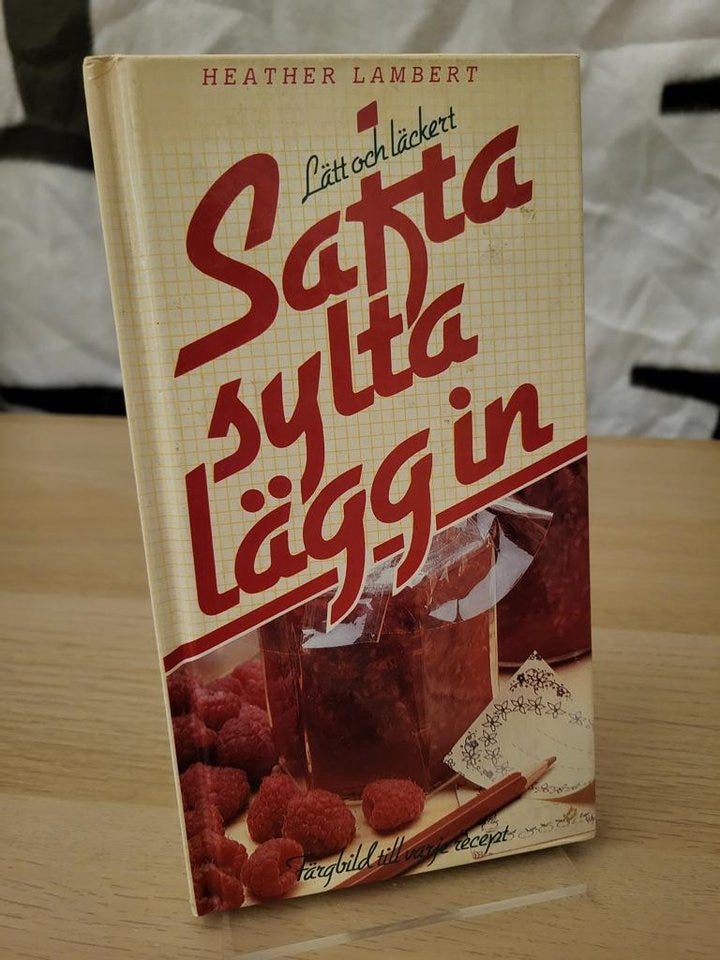 HEATHER LAMBERT
Lätt och läckert
Safta
sylta
lägg in
Färgbild till varje recept